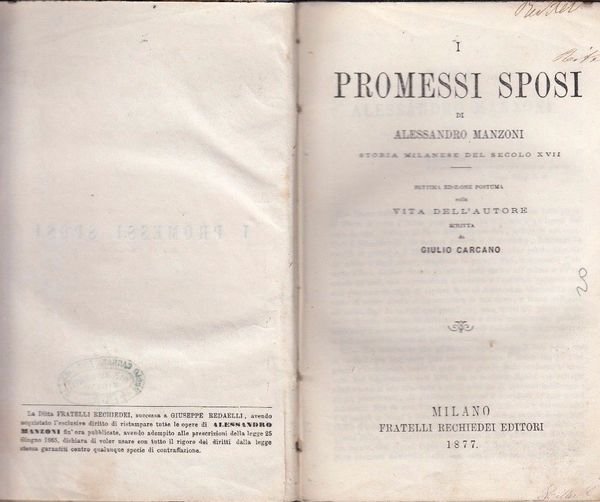 La Ditta FRATELLI RECHIEDEI, successa a GIUSEPPE REDAELLI, avendo
acquistato l'esclusivo diritto di ristampare tutte le opere di ALESSANDRO
MANZONI fin' ora pubblicate, avendo adempito alle prescrizioni della legge 25
Giugno 1865, dichiara di voler usare con tutto il rigore dei diritti dalla legge
stessa garantiti contro qualunque specie di contraffazione.
I
PROMESSI SPOSI
DI
ALESSANDRO MANZONI
STORIA MILANESE DEL SECOLO XVII
SETTIMA EDIZIONE POSTUMA
colla
VITA DELL'AUTORE
SCRITTA
da
GIULIO CARCANO
20
MILANO
FRATELLI RECHIEDEI EDITORI
1877.